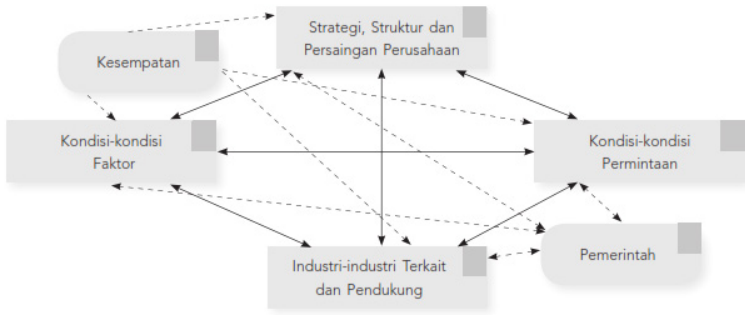 Strategi, Struktur dan
Persaingan Perusahaan
Kesempatan
Kondisi-kondisi
Faktor
Kondisi-kondisi
Permintaan
Pemerintah
Industri-industri Terkait
dan Pendukung